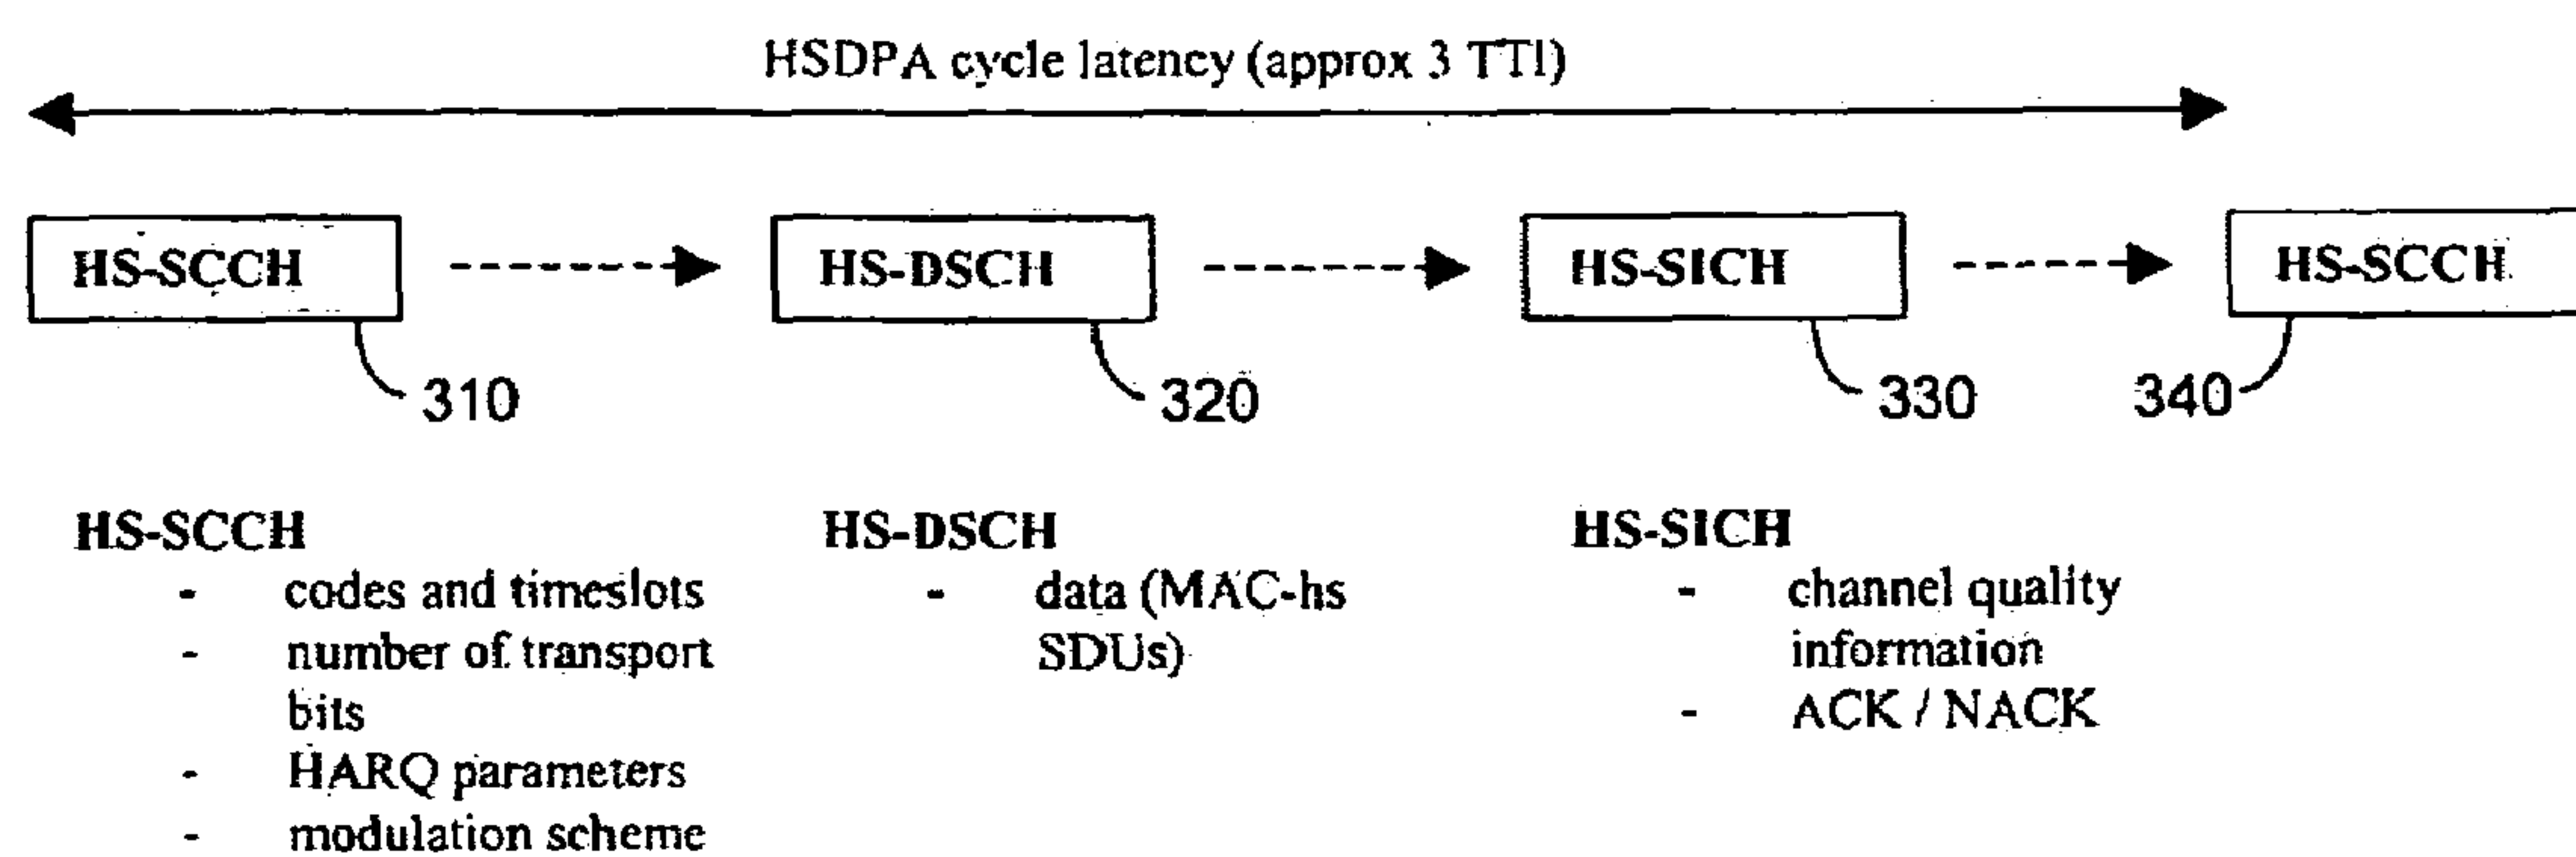 HSDPA cycle latency (approx 3 TTI)
HS-SCCH
HS-DSCH
HS-SICH
HS-SCCH
310
320
330
340
HS-SCCH
- codes and timeslots
- number of transport
bits
- HARQ parameters
- modulation scheme
HS-DSCH
- data (MAC-hs
SDUs)
HS-SICH
- channel quality
information
- ACK / NACK